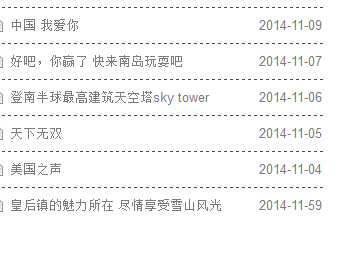 中国 我爱你 2014-11-09
好吧，你赢了 快来南岛玩耍吧 2014-11-07
登南半球最高建筑天空塔sky tower 2014-11-06
天下无双 2014-11-05
美国之声 2014-11-04
皇后镇的魅力所在 尽情享受雪山风光 2014-11-59